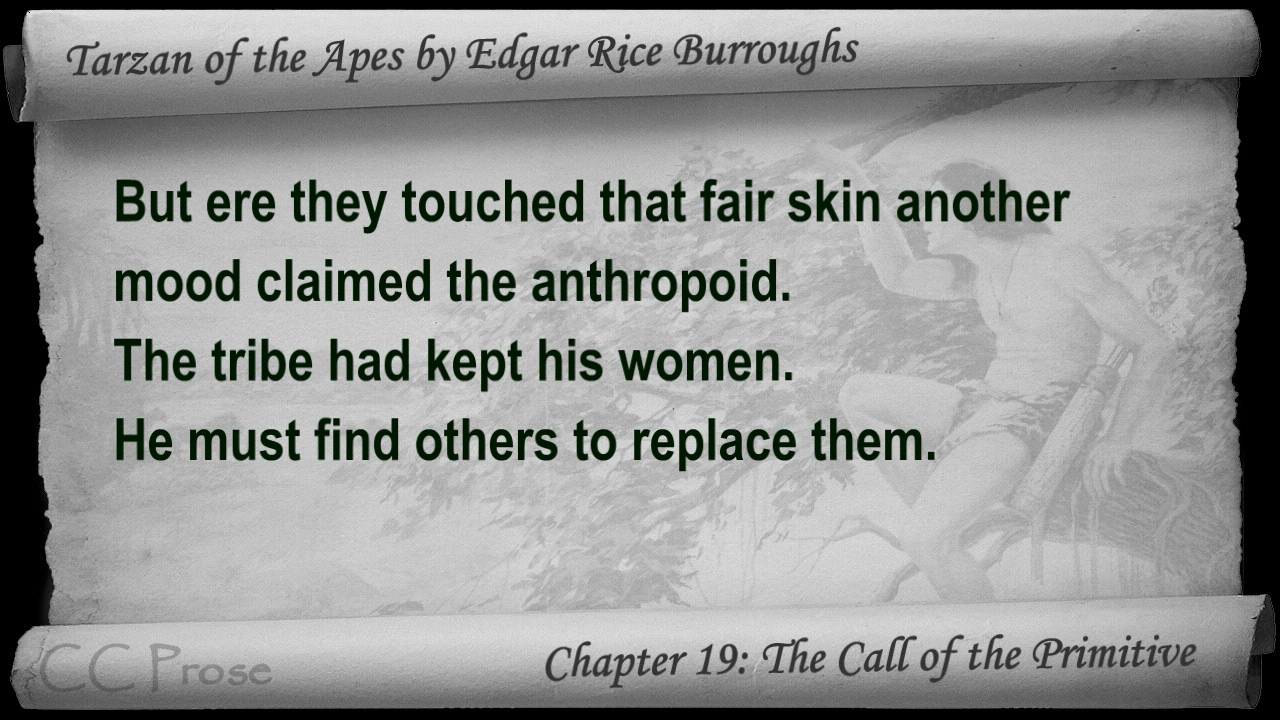 Tarzan of the Apes by Edgar Rice Burroughs
But ere they touched that fair skin another
mood claimed the anthropoid.
The tribe had kept his women.
He must find others to replace them.
CC Prose
Chapter 19: The Call of the Primitive